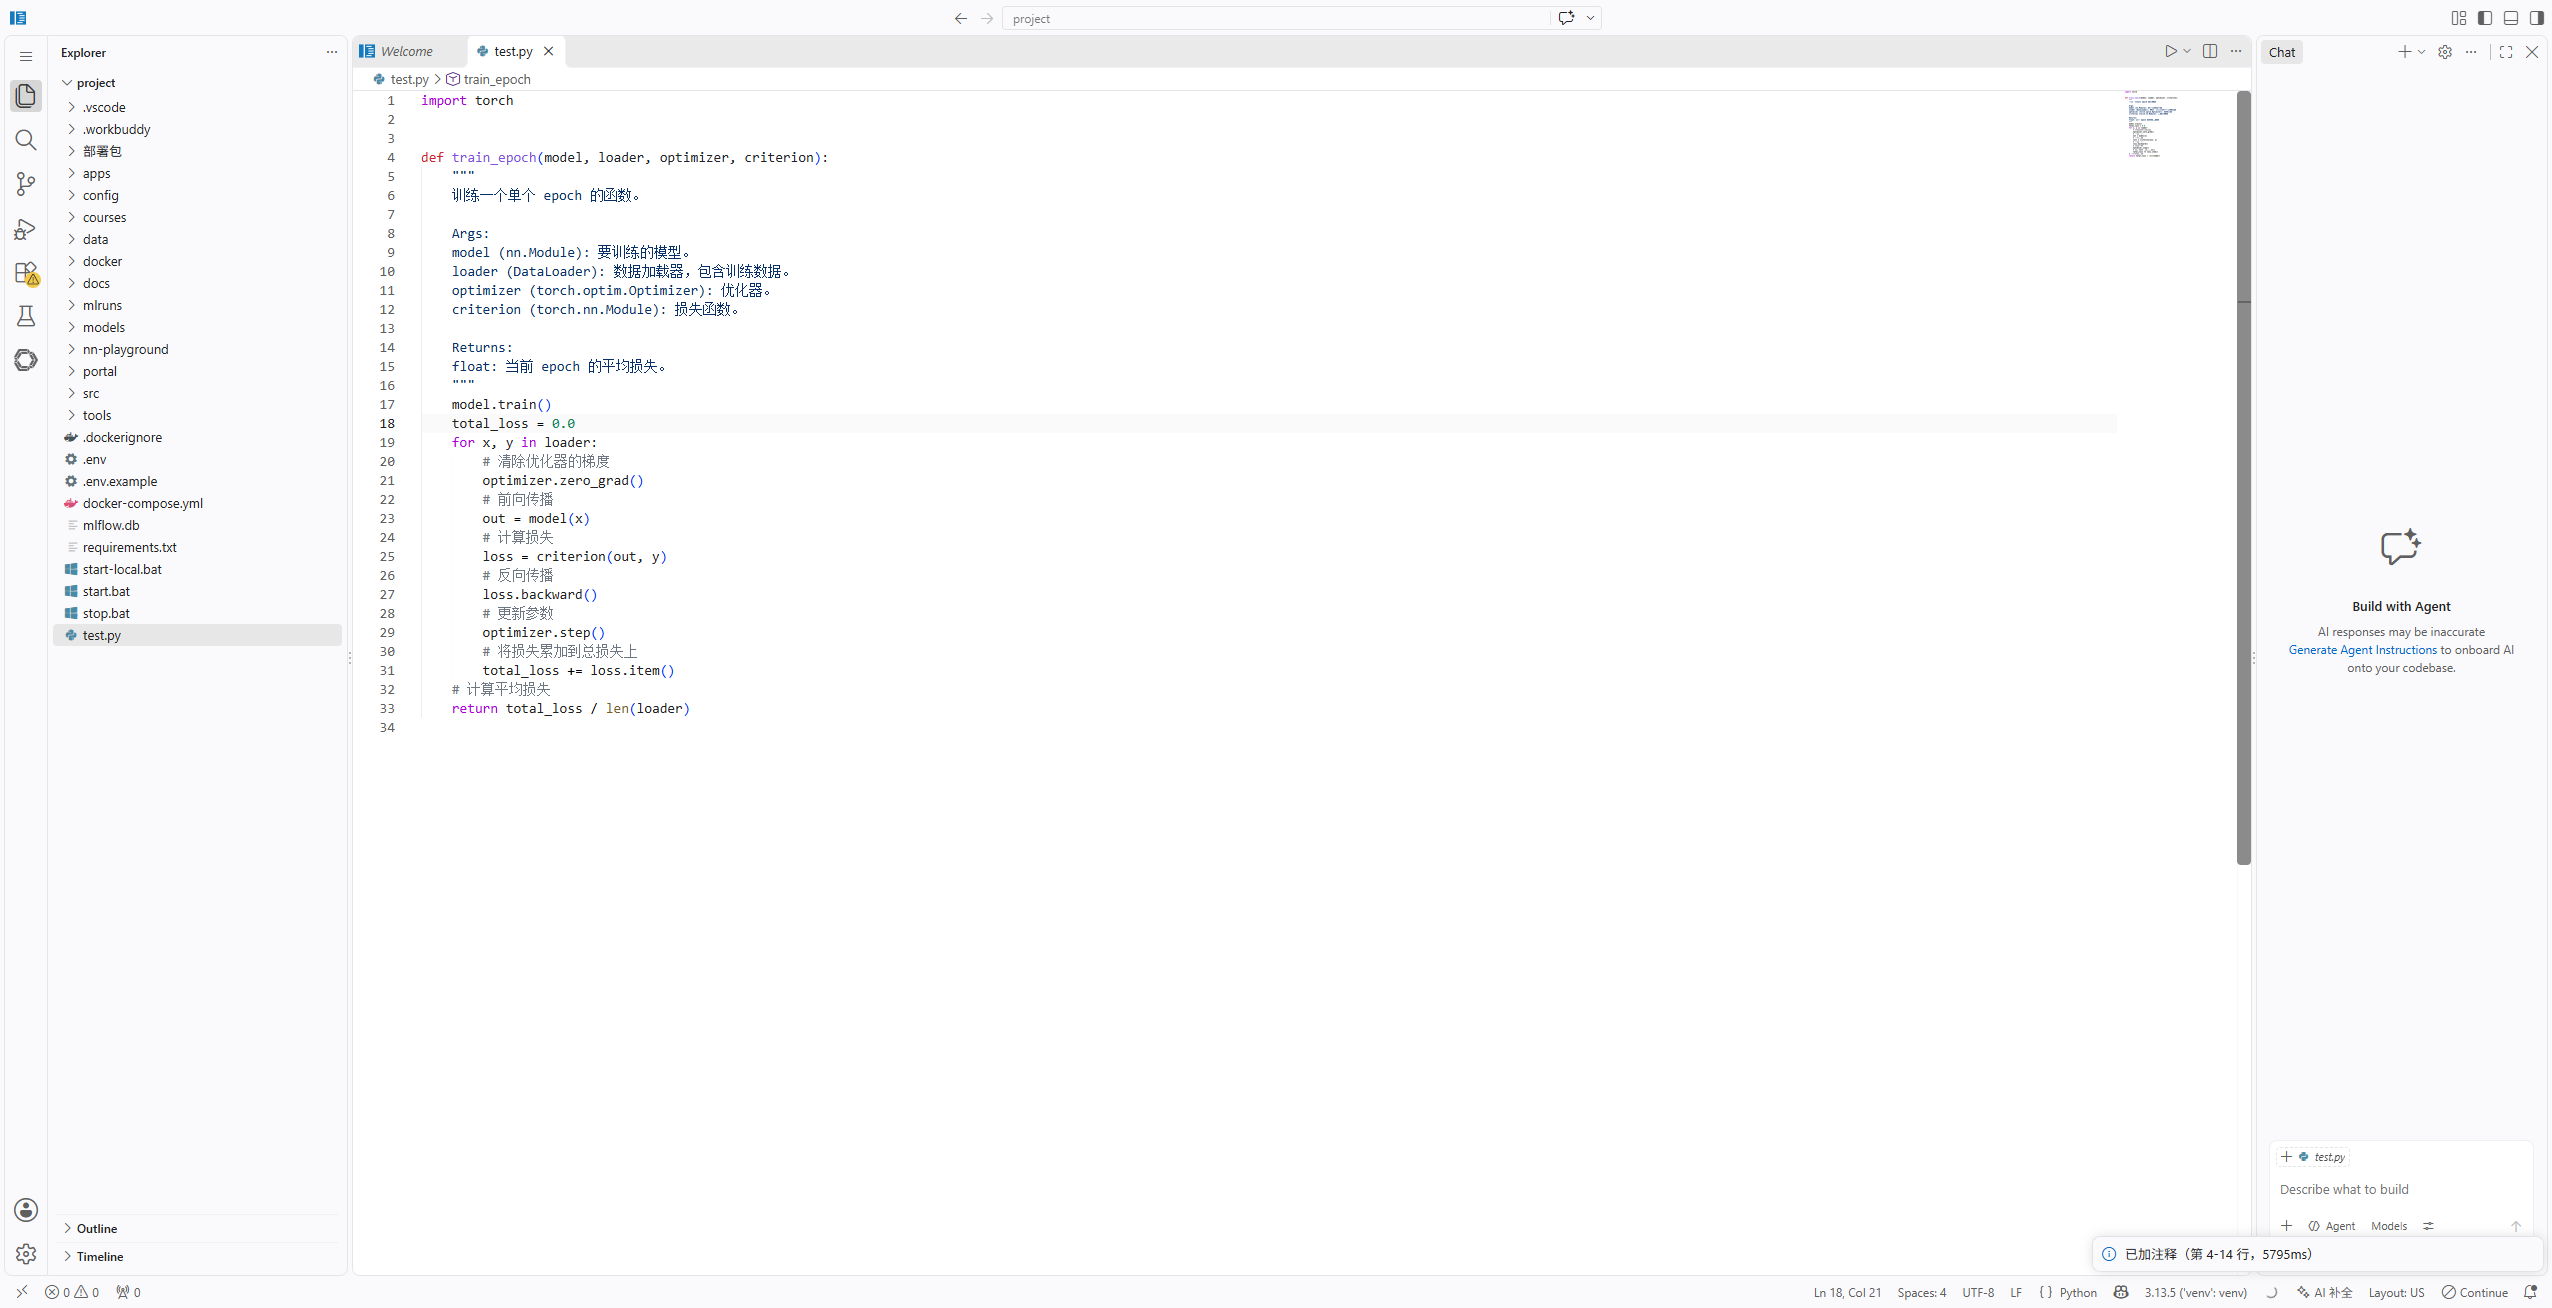 project
Explorer
project
.vscode
.workbuddy
部署包
apps
config
courses
data
docker
docs
mlruns
models
nn-playground
portal
src
tools
.dockerignore
.env
.env.example
docker-compose.yml
mlflow.db
requirements.txt
start-local.bat
start.bat
stop.bat
test.py
Outline
Timeline
Welcome
test.py
test.py > train_epoch
1 import torch
2
3
4 def train_epoch(model, loader, optimizer, criterion):
5 """
6 训练一个单个 epoch 的函数。
7
8 Args:
9 model (nn.Module): 要训练的模型。
10 loader (DataLoader): 数据加载器，包含训练数据。
11 optimizer (torch.optim.Optimizer): 优化器。
12 criterion (torch.nn.Module): 损失函数。
13
14 Returns:
15 float: 当前 epoch 的平均损失。
16 """
17 model.train()
18 total_loss = 0.0
19 for x, y in loader:
20 # 清除优化器的梯度
21 optimizer.zero_grad()
22 # 前向传播
23 out = model(x)
24 # 计算损失
25 loss = criterion(out, y)
26 # 反向传播
27 loss.backward()
28 # 更新参数
29 optimizer.step()
30 # 将损失累加到总损失上
31 total_loss += loss.item()
32 # 计算平均损失
33 return total_loss / len(loader)
34
Chat
Build with Agent
AI responses may be inaccurate
Generate Agent Instructions to onboard AI
onto your codebase.
test.py
Describe what to build
Agent Models
已加注释（第 4-14 行，5795ms）
0 0 0
Ln 18, Col 21 Spaces: 4 UTF-8 LF { } Python 3.13.5 ('venv': venv) AI 补全 Layout: US Continue